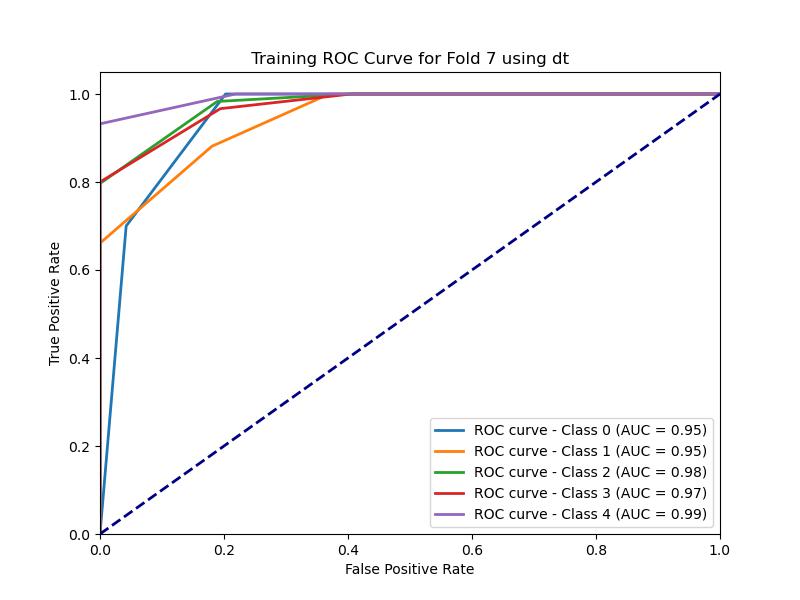 Training ROC Curve for Fold 7 using dt
1.0
0.8
0.6
0.4
0.2
0.0
True Positive Rate
ROC curve - Class 0 (AUC = 0.95)
ROC curve - Class 1 (AUC = 0.95)
ROC curve - Class 2 (AUC = 0.98)
ROC curve - Class 3 (AUC = 0.97)
ROC curve - Class 4 (AUC = 0.99)
0.0 0.2 0.4 0.6 0.8 1.0
False Positive Rate